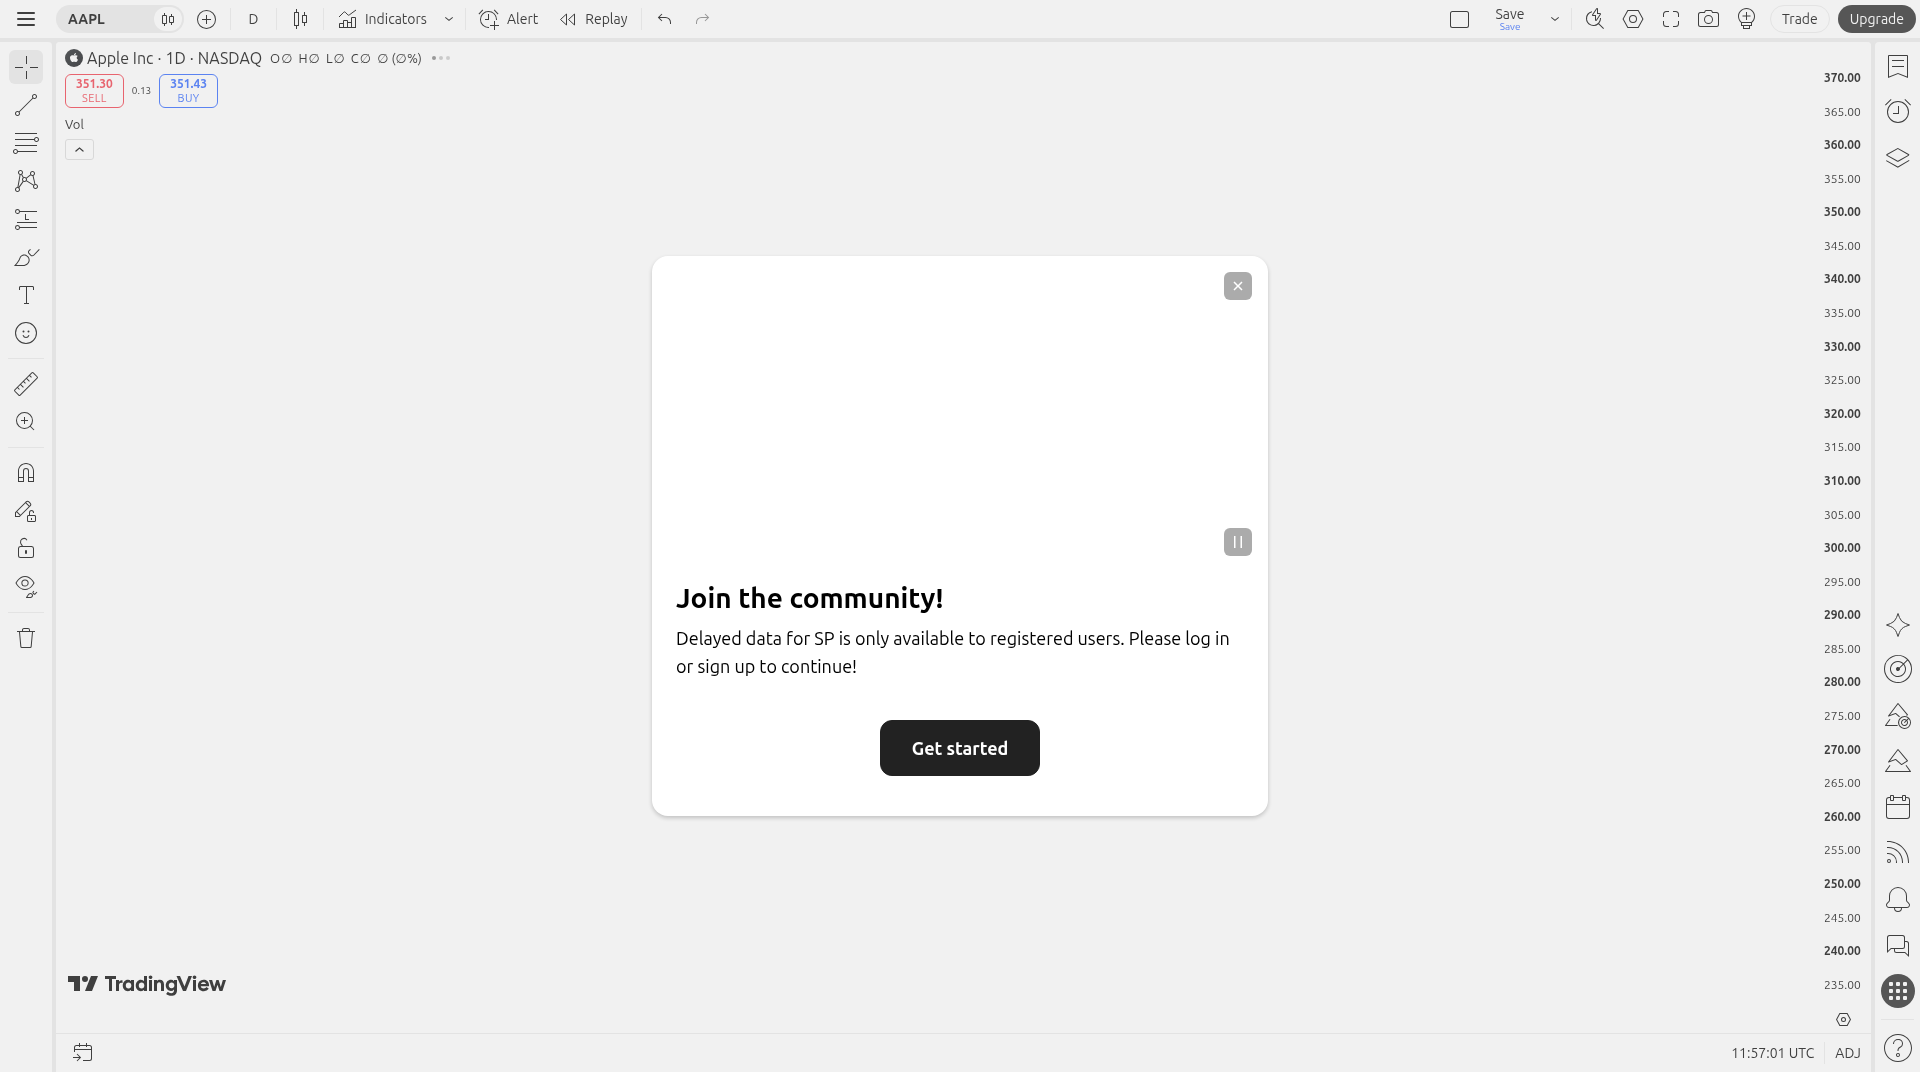 AAPL
D
Indicators
Alert
Replay
Save
Save
Trade
Upgrade
Apple Inc · 1D · NASDAQ O∅ H∅ L∅ C∅ ∅ (∅%)
351.30
SELL
0.13
351.43
BUY
Vol
370.00
365.00
360.00
355.00
350.00
345.00
340.00
335.00
330.00
325.00
320.00
315.00
310.00
305.00
300.00
295.00
290.00
285.00
280.00
275.00
270.00
265.00
260.00
255.00
250.00
245.00
240.00
235.00
Join the community!
Delayed data for SP is only available to registered users. Please log in
or sign up to continue!
Get started
TradingView
11:57:01 UTC
ADJ